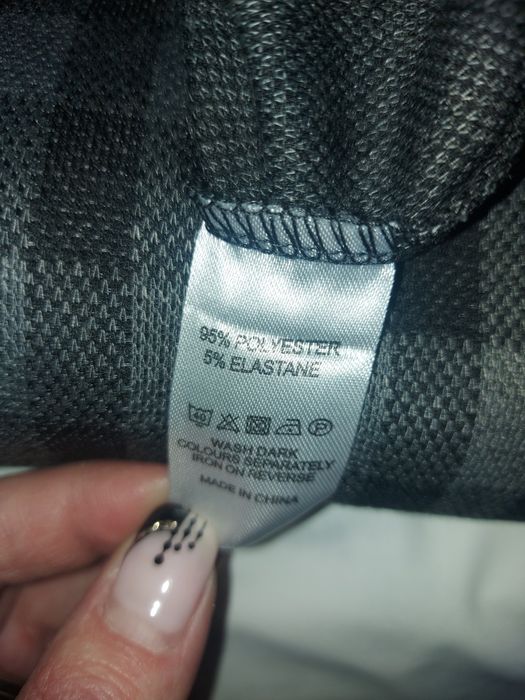 95% POLYESTER
5% ELASTANE
P
WASH DARK
COLOURS SEPARATELY
IRON ON REVERSE
MADE IN CHINA